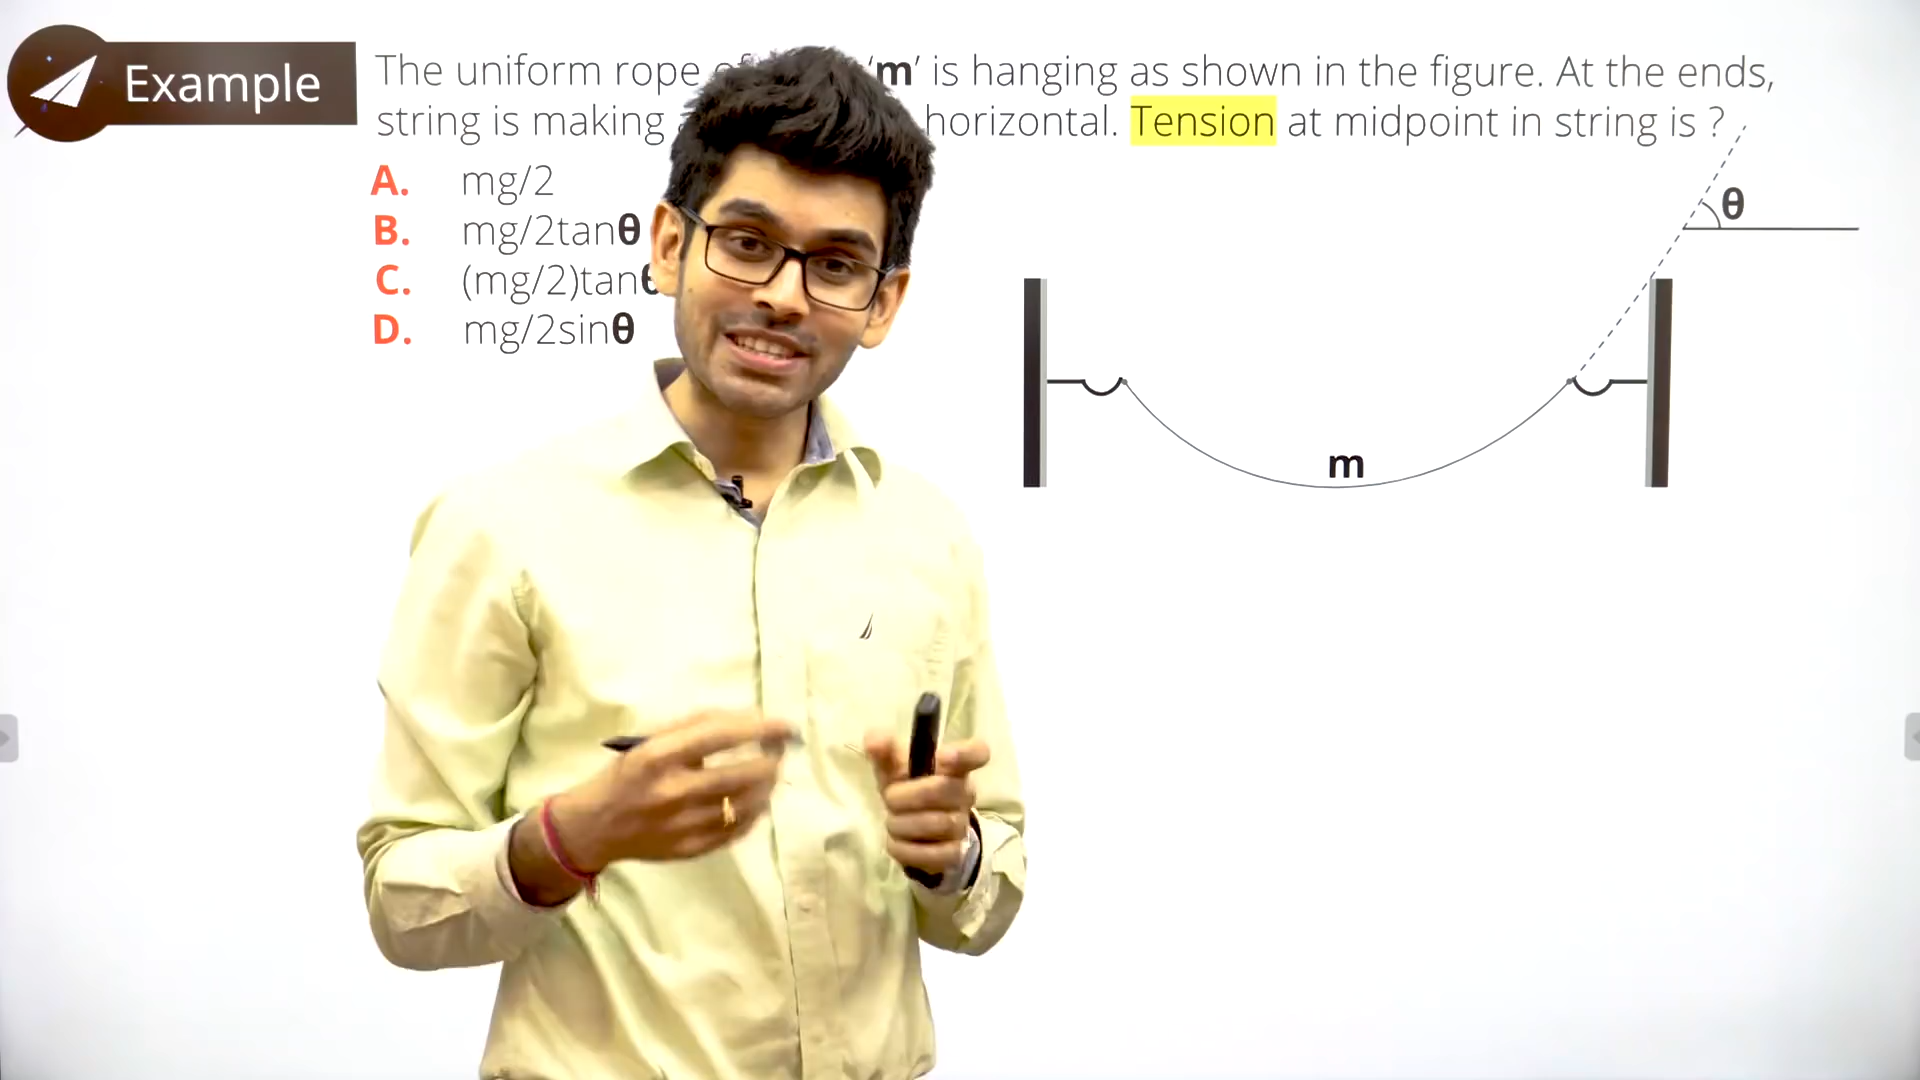 Example
The uniform rope 'm' is hanging as shown in the figure. At the ends,
string is making horizontal. Tension at midpoint in string is ?
A. mg/2
B. mg/2tanθ
C. (mg/2)tanθ
D. mg/2sinθ
θ
m